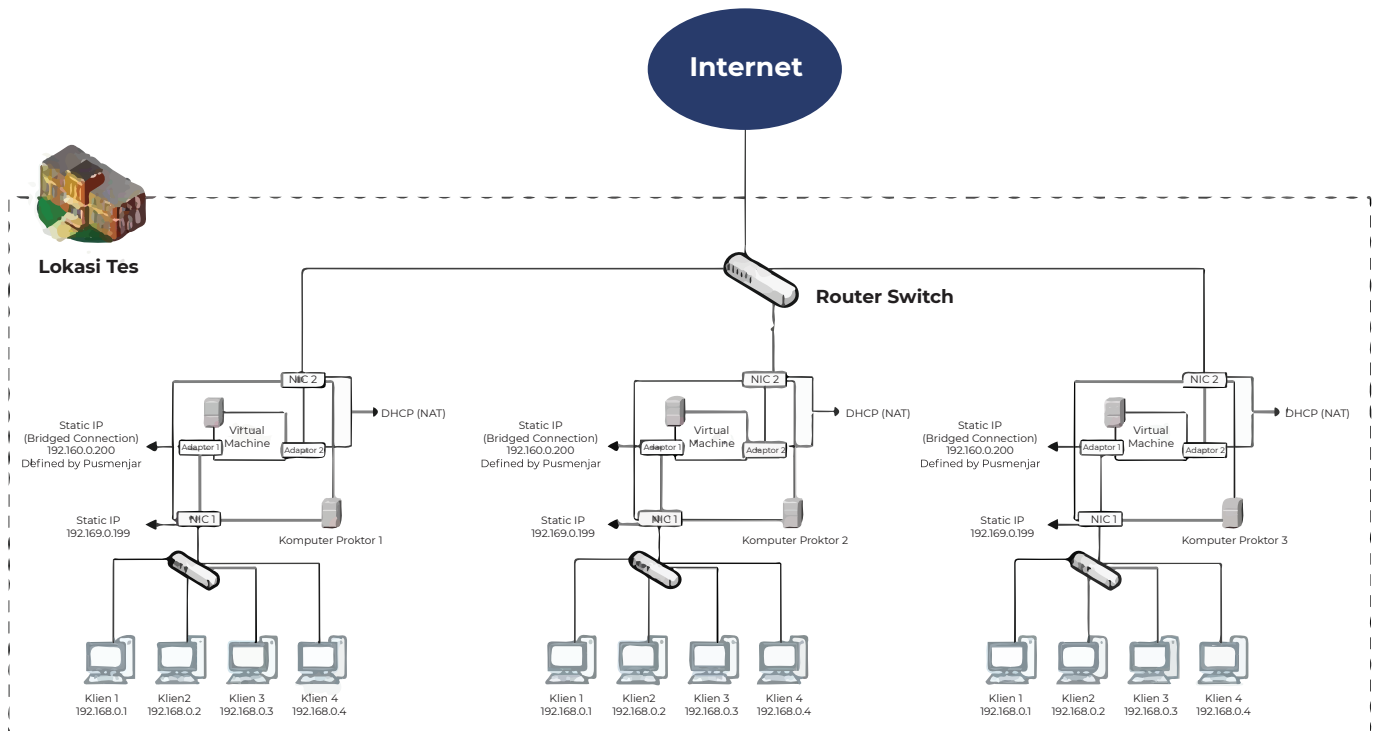 Internet
Lokasi Tes
Router Switch
NIC 2
DHCP (NAT)
Virtual
Machine
Static IP
(Bridged Connection)
192.160.0.200
Defined by Pusmenjar
Adaptor 1
Adaptor 2
Static IP
192.169.0.199
NIC 1
Komputer Proktor 1
Klien 1
192.168.0.1
Klien2
192.168.0.2
Klien 3
192.168.0.3
Klien 4
192.168.0.4
NIC 2
DHCP (NAT)
Virtual
Machine
Static IP
(Bridged Connection)
192.160.0.200
Defined by Pusmenjar
Adaptor 1
Adaptor 2
Static IP
192.169.0.199
NIC 1
Komputer Proktor 2
Klien 1
192.168.0.1
Klien2
192.168.0.2
Klien 3
192.168.0.3
Klien 4
192.168.0.4
NIC 2
DHCP (NAT)
Virtual
Machine
Static IP
(Bridged Connection)
192.160.0.200
Defined by Pusmenjar
Adaptor 1
Adaptor 2
Static IP
192.169.0.199
NIC 1
Komputer Proktor 3
Klien 1
192.168.0.1
Klien2
192.168.0.2
Klien 3
192.168.0.3
Klien 4
192.168.0.4